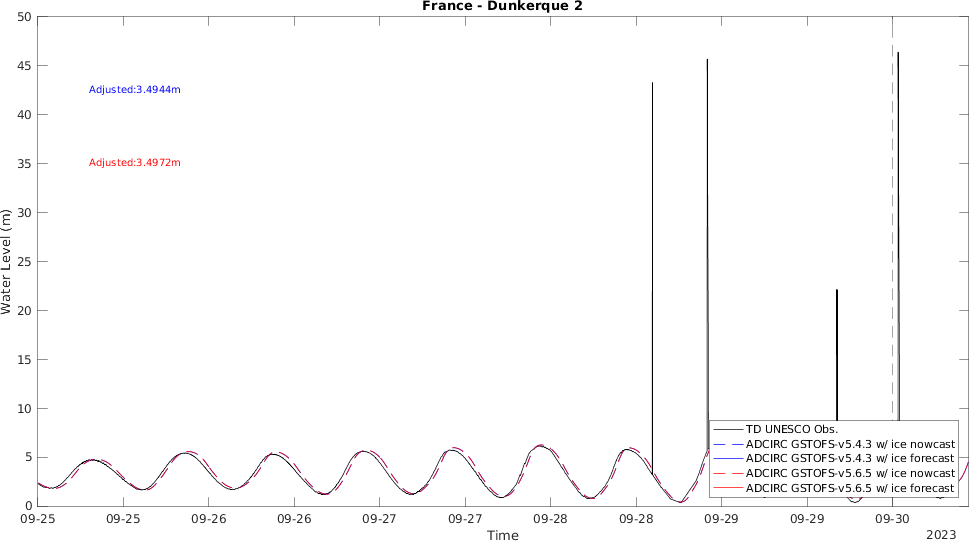 France - Dunkerque 2
50
45
40
35
30
25
20
15
10
5
0
Water Level (m)
Adjusted:3.4944m
Adjusted:3.4972m
TD UNESCO Obs.
ADCIRC GSTOFS-v5.4.3 w/ ice nowcast
ADCIRC GSTOFS-v5.4.3 w/ ice forecast
ADCIRC GSTOFS-v5.6.5 w/ ice nowcast
ADCIRC GSTOFS-v5.6.5 w/ ice forecast
09-25 09-25 09-26 09-26 09-27 09-27 09-28 09-28 09-29 09-29 09-30
Time
2023